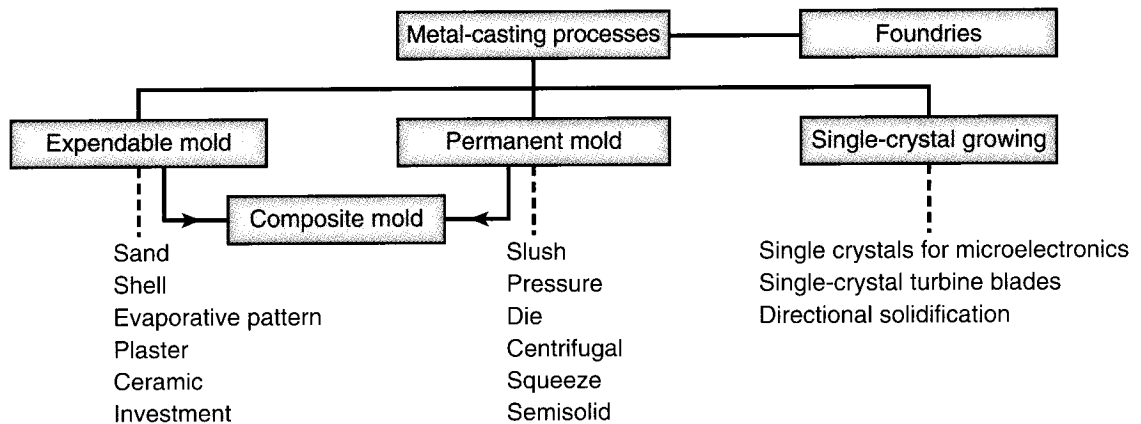 Metal-casting processes
Foundries
Expendable mold
Permanent mold
Single-crystal growing
Composite mold
Sand
Shell
Evaporative pattern
Plaster
Ceramic
Investment
Slush
Pressure
Die
Centrifugal
Squeeze
Semisolid
Single crystals for microelectronics
Single-crystal turbine blades
Directional solidification